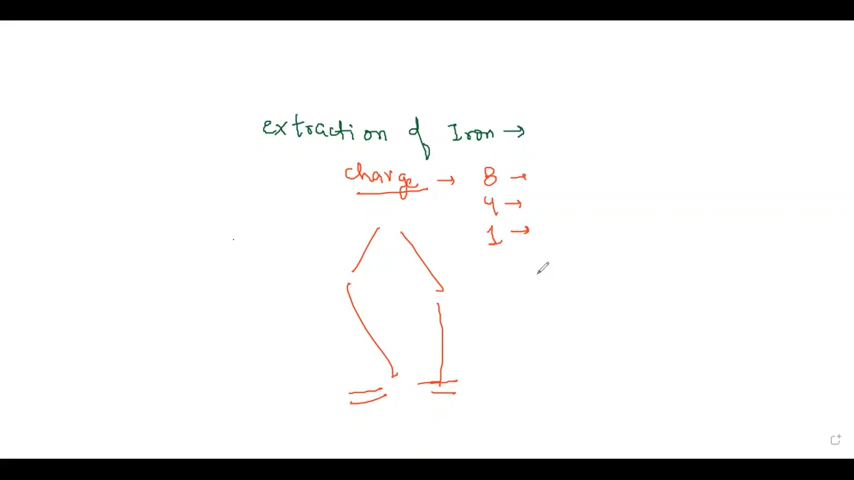 extraction of Iron →
charge → 8 →
4 →
1 →